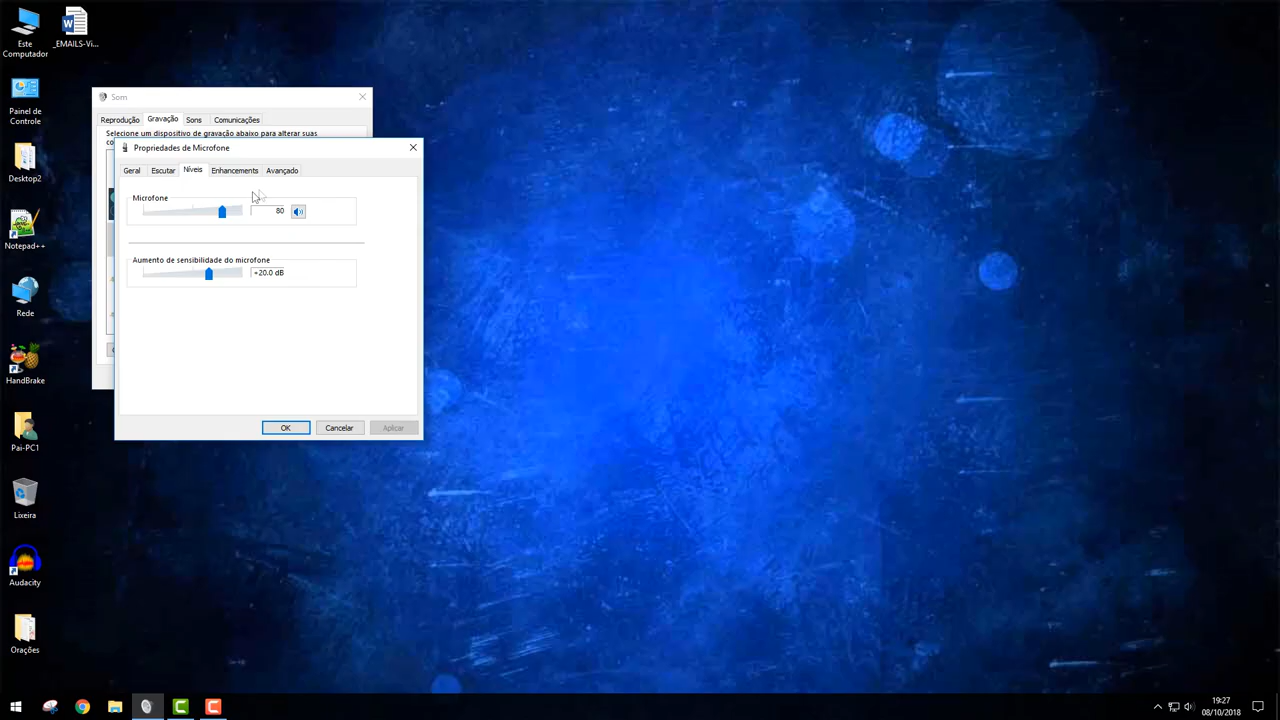 Este
Computador
_EMAILS-Vi...
Painel de
Controle
Desktop2
Notepad++
Rede
HandBrake
Pai-PC1
Lixeira
Audacity
Orações
Som
Reprodução Gravação Sons Comunicações
Selecione um dispositivo de gravação abaixo para alterar suas
Propriedades de Microfone
Geral Escutar Níveis Enhancements Avançado
Microfone
80
Aumento de sensibilidade do microfone
+20.0 dB
OK Cancelar Aplicar
19:27
08/10/2018